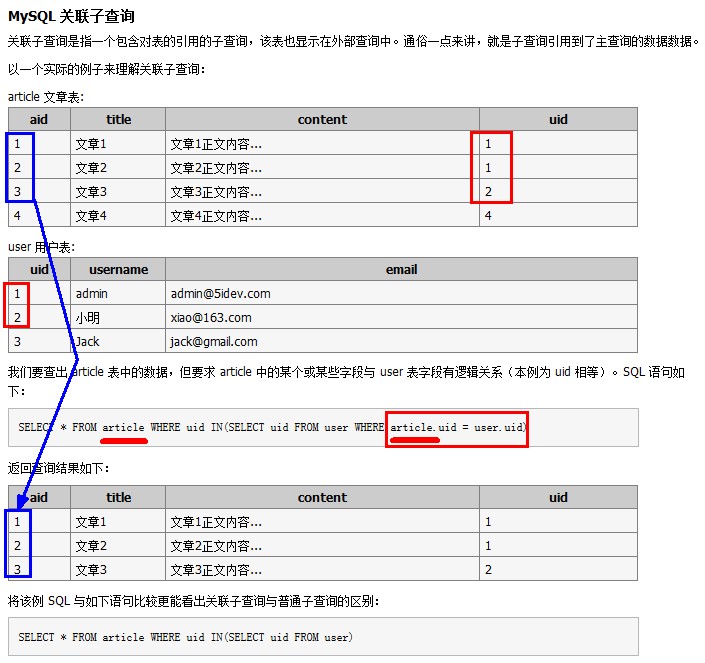 MySQL 关联子查询
关联子查询是指一个包含对表的引用的子查询，该表也显示在外部查询中。通俗一点来讲，就是子查询引用到了主查询的数据数据。
以一个实际的例子来理解关联子查询：
article 文章表:
aid title content uid
1 文章1 文章1正文内容... 1
2 文章2 文章2正文内容... 1
3 文章3 文章3正文内容... 2
4 文章4 文章4正文内容... 4
user 用户表:
uid username email
1 admin admin@5idev.com
2 小明 xiao@163.com
3 Jack jack@gmail.com
我们要查出 article 表中的数据，但要求 article 中的某个或某些字段与 user 表字段有逻辑关系（本例为 uid 相等）。SQL 语句如
下：
SELECT * FROM article WHERE uid IN(SELECT uid FROM user WHERE article.uid = user.uid)
返回查询结果如下：
aid title content uid
1 文章1 文章1正文内容... 1
2 文章2 文章2正文内容... 1
3 文章3 文章3正文内容... 2
将该例 SQL 与如下语句比较更能看出关联子查询与普通子查询的区别：
SELECT * FROM article WHERE uid IN(SELECT uid FROM user)